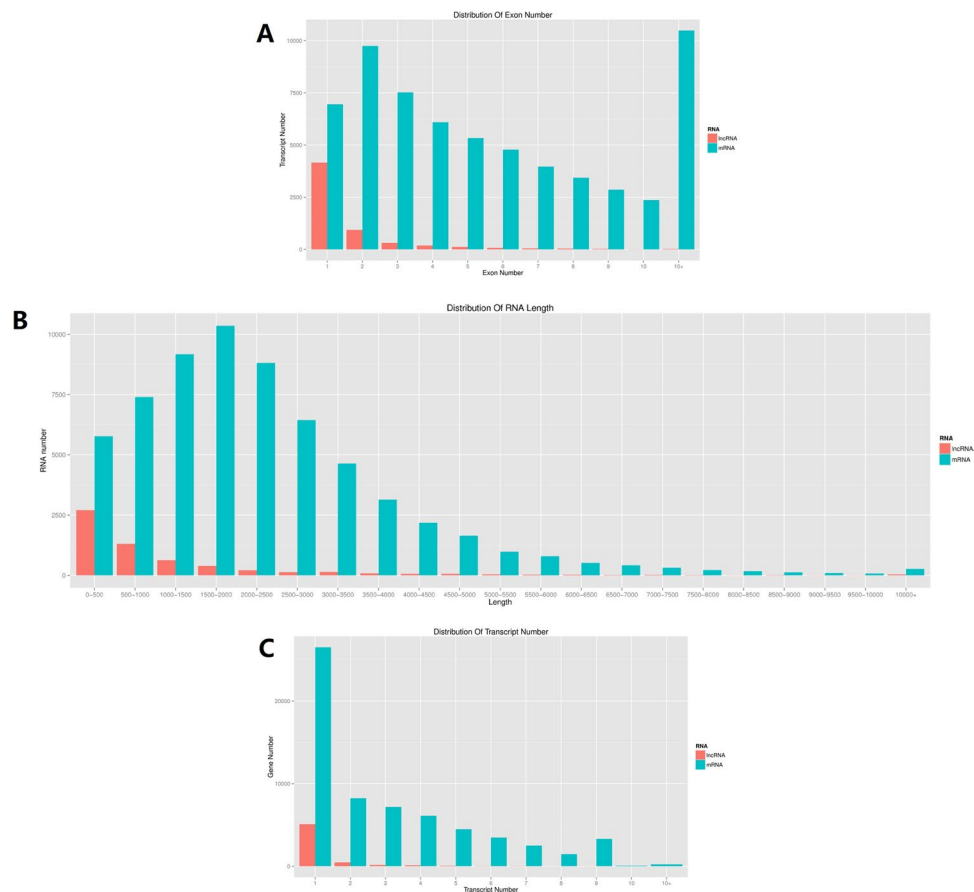 A
Distribution Of Exon Number
10000
7500
5000
2500
0
Transcript Number
1 2 3 4 5 6 7 8 9 10 10+
Exon Number
RNA
lncRNA
mRNA
B
Distribution Of RNA Length
10000
7500
5000
2500
0
RNA number
0-500 500-1000 1000-1500 1500-2000 2000-2500 2500-3000 3000-3500 3500-4000 4000-4500 4500-5000 5000-5500 5500-6000 6000-6500 6500-7000 7000-7500 7500-8000 8000-8500 8500-9000 9000-9500 9500-10000 10000+
Length
RNA
lncRNA
mRNA
C
Distribution Of Transcript Number
20000
10000
0
Gene Number
1 2 3 4 5 6 7 8 9 10 10+
Transcript Number
RNA
lncRNA
mRNA